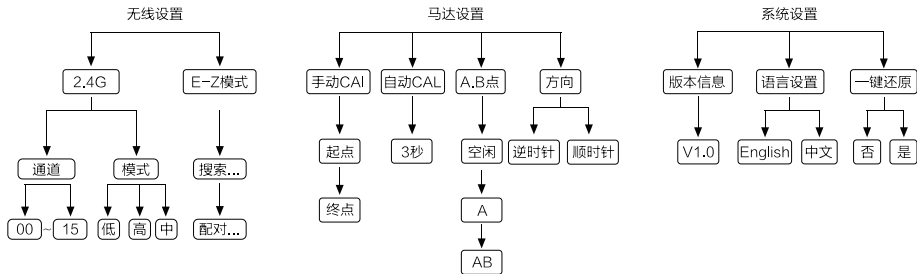 无线设置
马达设置
系统设置
2.4G
E-Z模式
手动CAl
自动CAL
A.B点
方向
版本信息
语言设置
一键还原
通道
模式
搜索...
起点
3秒
空闲
逆时针
顺时针
V1.0
English
中文
否
是
00~15
低
高
中
配对...
终点
A
AB